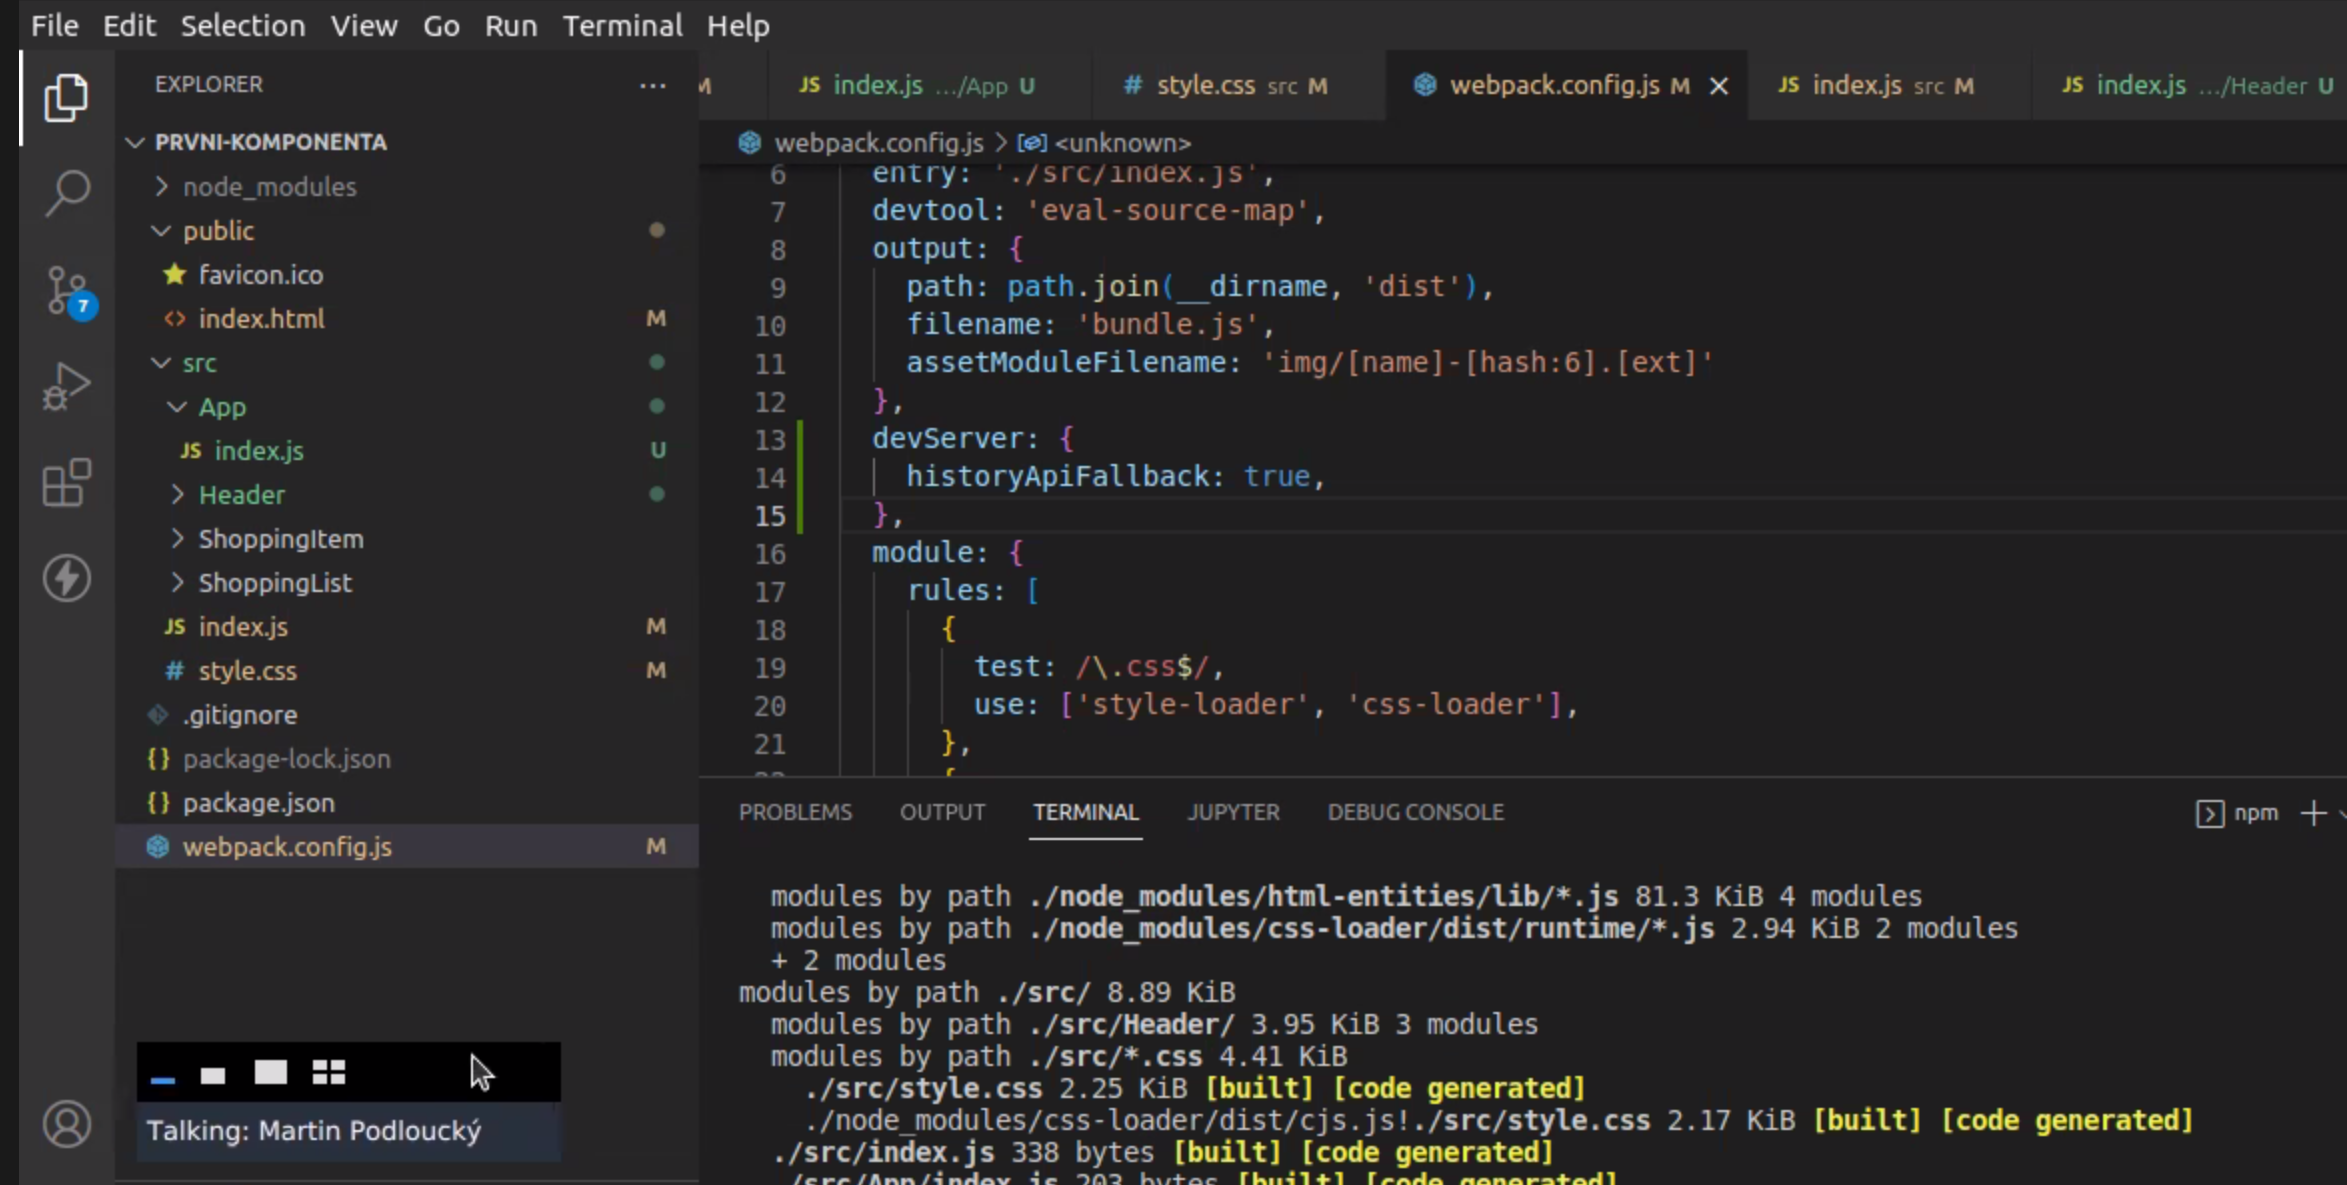 File Edit Selection View Go Run Terminal Help
EXPLORER ...
PRVNI-KOMPONENTA
node_modules
public
favicon.ico
index.html M
src
App
index.js U
Header
ShoppingItem
ShoppingList
index.js M
style.css M
.gitignore
package-lock.json
package.json
webpack.config.js M
7
Talking: Martin Podloucký
M JS index.js .../App U # style.css src M webpack.config.js M JS index.js src M JS index.js .../Header U
webpack.config.js > <unknown>
6 entry: './src/index.js',
7 devtool: 'eval-source-map',
8 output: {
9 path: path.join(__dirname, 'dist'),
10 filename: 'bundle.js',
11 assetModuleFilename: 'img/[name]-[hash:6].[ext]'
12 },
13 devServer: {
14 historyApiFallback: true,
15 },
16 module: {
17 rules: [
18 {
19 test: /\.css$/,
20 use: ['style-loader', 'css-loader'],
21 },
22 {
PROBLEMS OUTPUT TERMINAL JUPYTER DEBUG CONSOLE npm
modules by path ./node_modules/html-entities/lib/*.js 81.3 KiB 4 modules
modules by path ./node_modules/css-loader/dist/runtime/*.js 2.94 KiB 2 modules
+ 2 modules
modules by path ./src/ 8.89 KiB
modules by path ./src/Header/ 3.95 KiB 3 modules
modules by path ./src/*.css 4.41 KiB
./src/style.css 2.25 KiB [built] [code generated]
./node_modules/css-loader/dist/cjs.js!./src/style.css 2.17 KiB [built] [code generated]
./src/index.js 338 bytes [built] [code generated]
./src/App/index.js 203 bytes [built] [code generated]